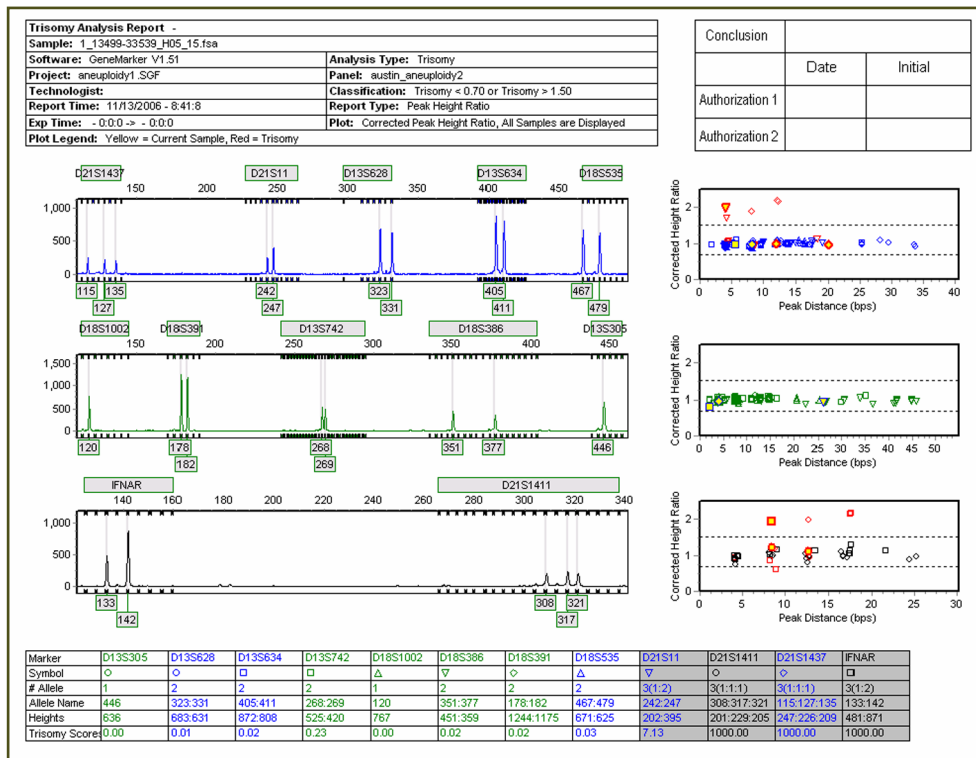 Trisomy Analysis Report -
Sample: 1_13499-33539_H05_15.fsa
Software: GeneMarker V1.51 Analysis Type: Trisomy
Project: aneuploidy1.SGF Panel: austin_aneuploidy2
Technologist: Classification: Trisomy < 0.70 or Trisomy > 1.50
Report Time: 11/13/2006 - 8:41:8 Report Type: Peak Height Ratio
Exp Time: - 0:0:0 -> - 0:0:0 Plot: Corrected Peak Height Ratio, All Samples are Displayed
Plot Legend: Yellow = Current Sample, Red = Trisomy
Conclusion
Date Initial
Authorization 1
Authorization 2
D21S1437 D21S11 D13S628 D13S634 D18S535
150 200 250 300 350 400 450
1,000
500
0
115 135 242 323 405 467
127 247 331 411 479
Corrected Height Ratio
2
1
0
0 5 10 15 20 25 30 35 40
Peak Distance (bps)
D18S1002 D18S391 D13S742 D18S386 D13S305
150 200 250 300 350 400 450
1,500
1,000
500
0
120 178 268 351 377 446
182 269
Corrected Height Ratio
2
1
0
0 5 10 15 20 25 30 35 40 45 50
Peak Distance (bps)
IFNAR D21S1411
140 160 180 200 220 240 260 280 300 320 340
1,000
500
0
133 308 321
142 317
Corrected Height Ratio
2
1
0
0 5 10 15 20 25 30
Peak Distance (bps)
Marker D13S305 D13S628 D13S634 D13S742 D18S1002 D18S386 D18S391 D18S535 D21S11 D21S1411 D21S1437 IFNAR
Symbol
# Allele 1 2 2 2 1 2 2 2 3(1:2) 3(1:1:1) 3(1:1:1) 3(1:2)
Allele Name 446 323:331 405:411 268:269 120 351:377 178:182 467:479 242:247 308:317:321 115:127:135 133:142
Heights 636 683:631 872:808 525:420 767 451:359 1244:1175 671:625 202:395 201:229:205 247:226:209 481:871
Trisomy Score: 0.00 0.01 0.02 0.23 0.00 0.02 0.02 0.03 7.13 1000.00 1000.00 1000.00